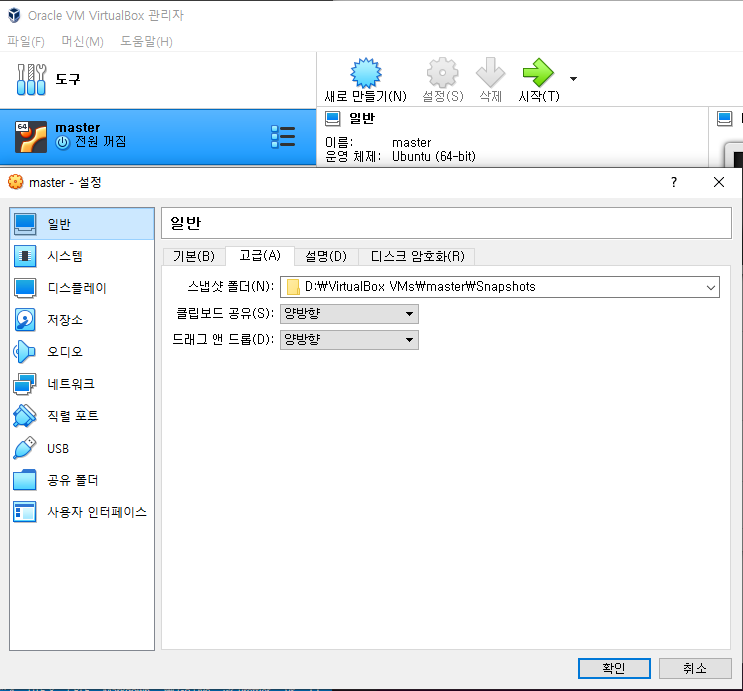 Oracle VM VirtualBox 관리자
파일(F) 머신(M) 도움말(H)
도구
새로 만들기(N) 설정(S) 삭제 시작(T)
64
master
전원 꺼짐
일반
이름: master
운영 체제: Ubuntu (64-bit)
master - 설정
일반
시스템
디스플레이
저장소
오디오
네트워크
직렬 포트
USB
공유 폴더
사용자 인터페이스
일반
기본(B) 고급(A) 설명(D) 디스크 암호화(R)
스냅샷 폴더(N): D:₩VirtualBox VMs₩master₩Snapshots
클립보드 공유(S): 양방향
드래그 앤 드롭(D): 양방향
확인 취소